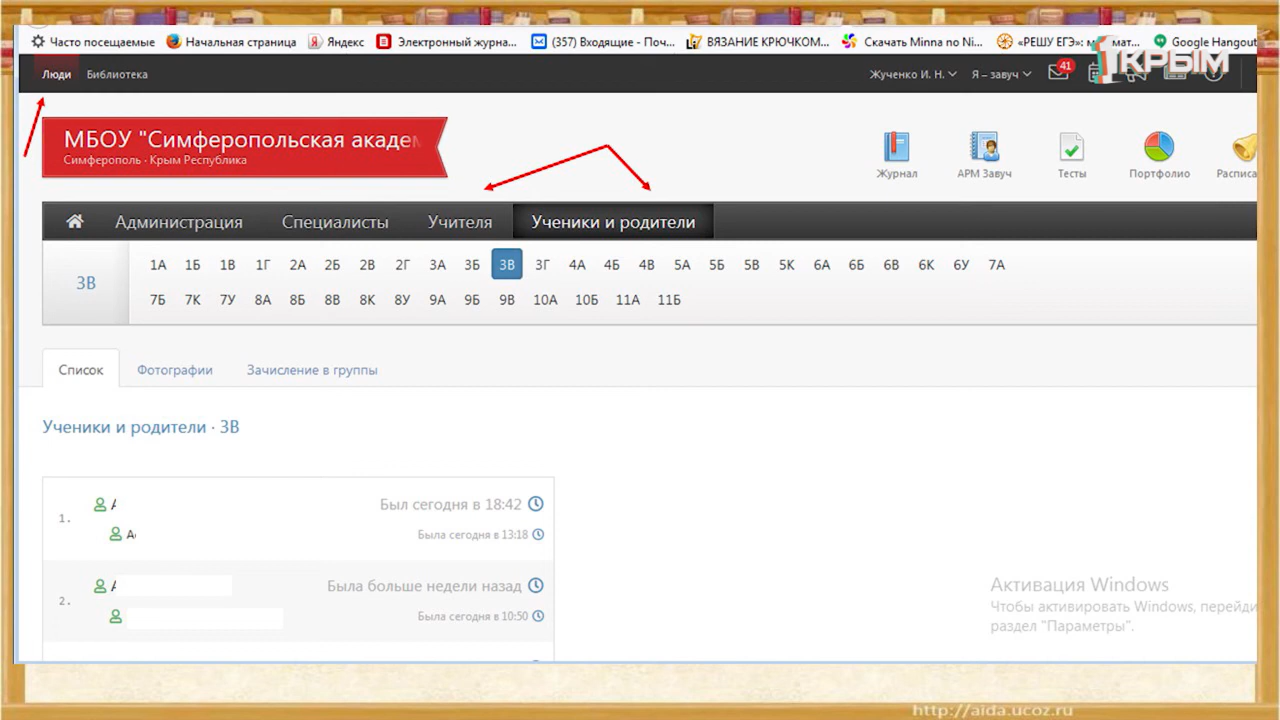 Часто посещаемые Начальная страница Яндекс Электронный журна... (357) Входящие - Поч... ВЯЗАНИЕ КРЮЧКОМ... Скачать Minna no Ni... «РЕШУ ЕГЭ»: мат... Google Hangout
Люди Библиотека Жученко И. Н. Я – завуч 41
1КРЫМ
МБОУ "Симферопольская акаде
Симферополь · Крым Республика
Журнал АРМ Завуч Тесты Портфолио Расписа
Администрация Специалисты Учителя Ученики и родители
3В
1А 1Б 1В 1Г 2А 2Б 2В 2Г 3А 3Б 3В 3Г 4А 4Б 4В 5А 5Б 5В 5К 6А 6Б 6В 6К 6У 7А
7Б 7К 7У 8А 8Б 8В 8К 8У 9А 9Б 9В 10А 10Б 11А 11Б
Список Фотографии Зачисление в группы
Ученики и родители · 3В
1. Был сегодня в 18:42
Была сегодня в 13:18
2. Была больше недели назад
Была сегодня в 10:50
Активация Windows
Чтобы активировать Windows, перейди
раздел "Параметры".
http://aida.ucoz.ru